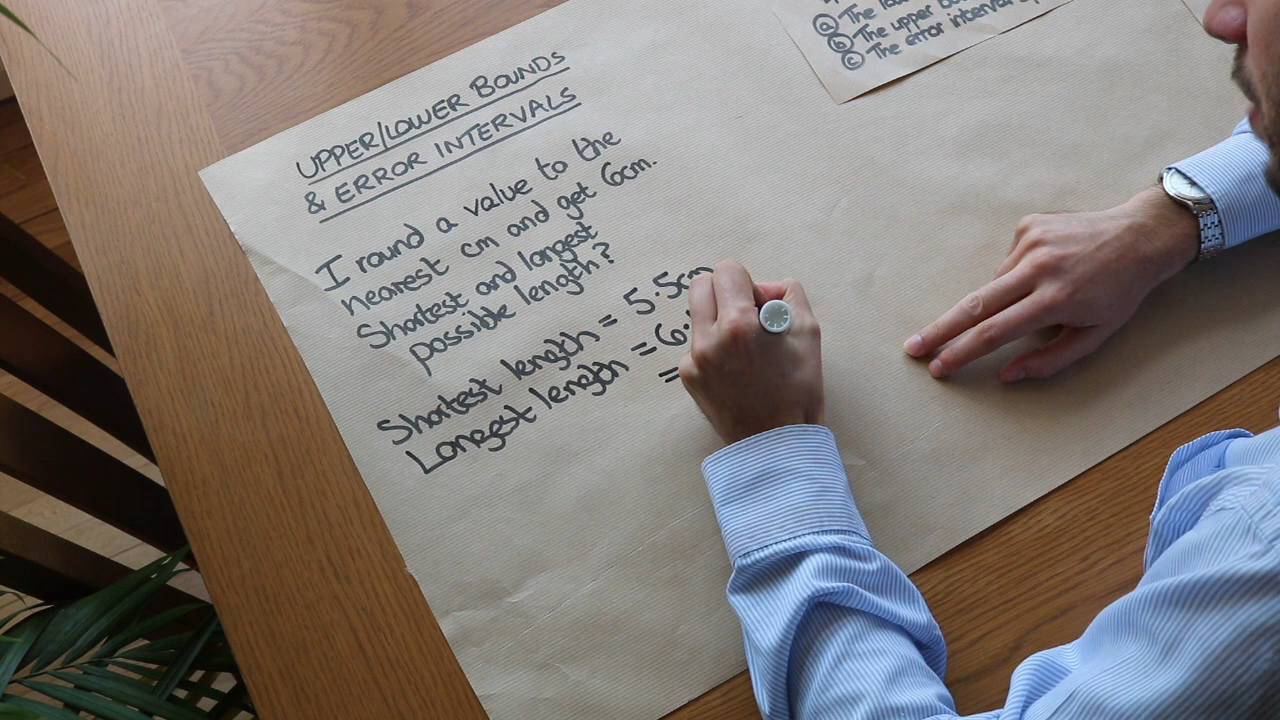 UPPER/LOWER BOUNDS
& ERROR INTERVALS
I round a value to the
nearest cm and get 6cm.
Shortest and longest
possible length?
Shortest length = 5.5cm
Longest length = 6.
=
a The
b The upper
c The error interval